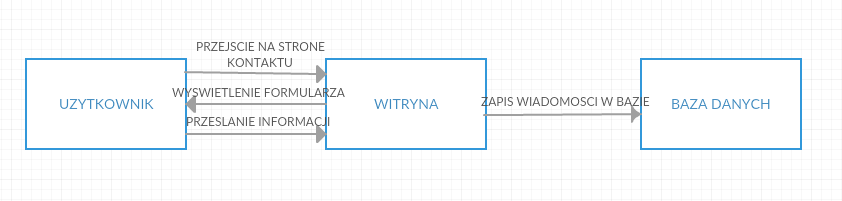 PRZEJSCIE NA STRONE
KONTAKTU
WYSWIETLENIE FORMULARZA
UZYTKOWNIK
WITRYNA
ZAPIS WIADOMOSCI W BAZIE
BAZA DANYCH
PRZESLANIE INFORMACJI